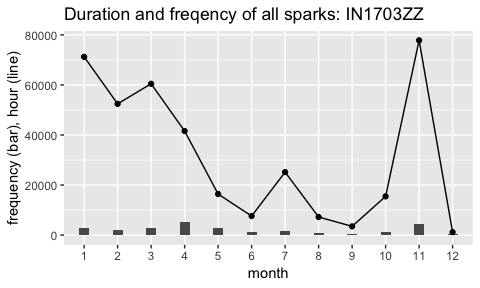 Duration and freqency of all sparks: IN1703ZZ
80000
60000
40000
20000
0
frequency (bar), hour (line)
1 2 3 4 5 6 7 8 9 10 11 12
month